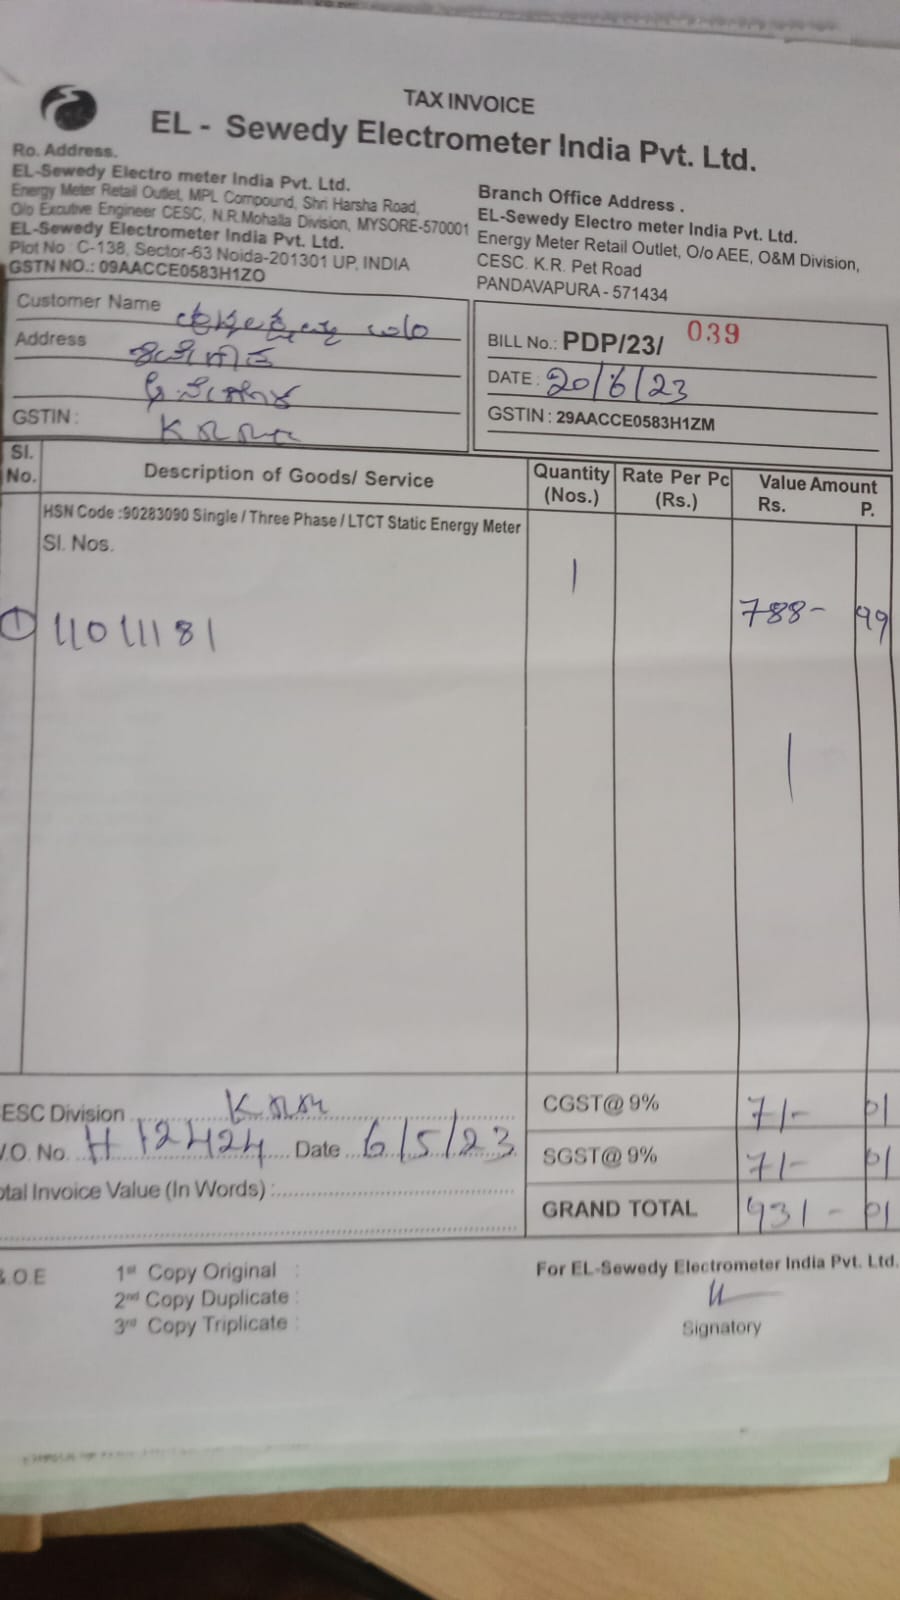 TAX INVOICE
EL - Sewedy Electrometer India Pvt. Ltd.
Ro. Address.
EL-Sewedy Electro meter India Pvt. Ltd.
Energy Meter Retail Outlet, MPL Compound, Shri Harsha Road,
O/o Excutive Engineer CESC, N.R.Mohalla Division, MYSORE-570001
EL-Sewedy Electrometer India Pvt. Ltd.
Plot No : C-138, Sector-63 Noida-201301 UP, INDIA
GSTN NO.: 09AACCE0583H1ZO
Branch Office Address .
EL-Sewedy Electro meter India Pvt. Ltd.
Energy Meter Retail Outlet, O/o AEE, O&M Division,
CESC. K.R. Pet Road
PANDAVAPURA - 571434
Customer Name
Address
GSTIN :
BILL No.: PDP/23/ 039
DATE : 20/6/23
GSTIN : 29AACCE0583H1ZM
Sl. No. Description of Goods/ Service Quantity (Nos.) Rate Per Pc (Rs.) Value Amount Rs. P.
HSN Code :90283090 Single / Three Phase / LTCT Static Energy Meter
Sl. Nos.
1
① 11011181 788- 99
ESC Division
.O. No. H 12424 Date 6/5/23
otal Invoice Value (In Words) :
CGST@ 9% 71- 01
SGST@ 9% 71- 01
GRAND TOTAL 931- 01
.O.E
1st Copy Original :
2nd Copy Duplicate :
3rd Copy Triplicate :
For EL-Sewedy Electrometer India Pvt. Ltd.
Signatory